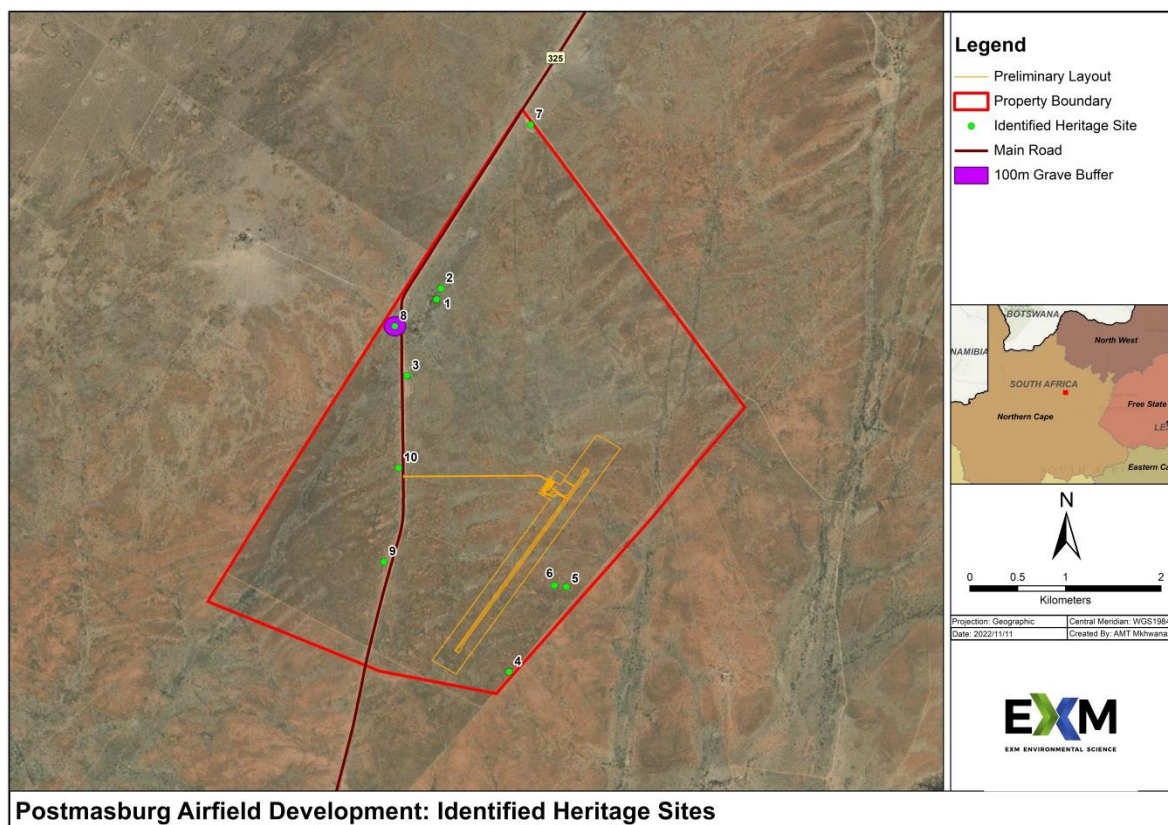 325
7
2
1
8
3
10
9
6
5
4
Legend
Preliminary Layout
Property Boundary
Identified Heritage Site
Main Road
100m Grave Buffer
BOTSWANA
NAMIBIA
North West
SOUTH AFRICA
Northern Cape
Free State
LES
Eastern Ca
N
0 0.5 1 2
Kilometers
Projection: Geographic Central Meridian: WGS1984
Date: 2022/11/11 Created By: AMT Mkhwana
EXM
EXM ENVIRONMENTAL SCIENCE
Postmasburg Airfield Development: Identified Heritage Sites